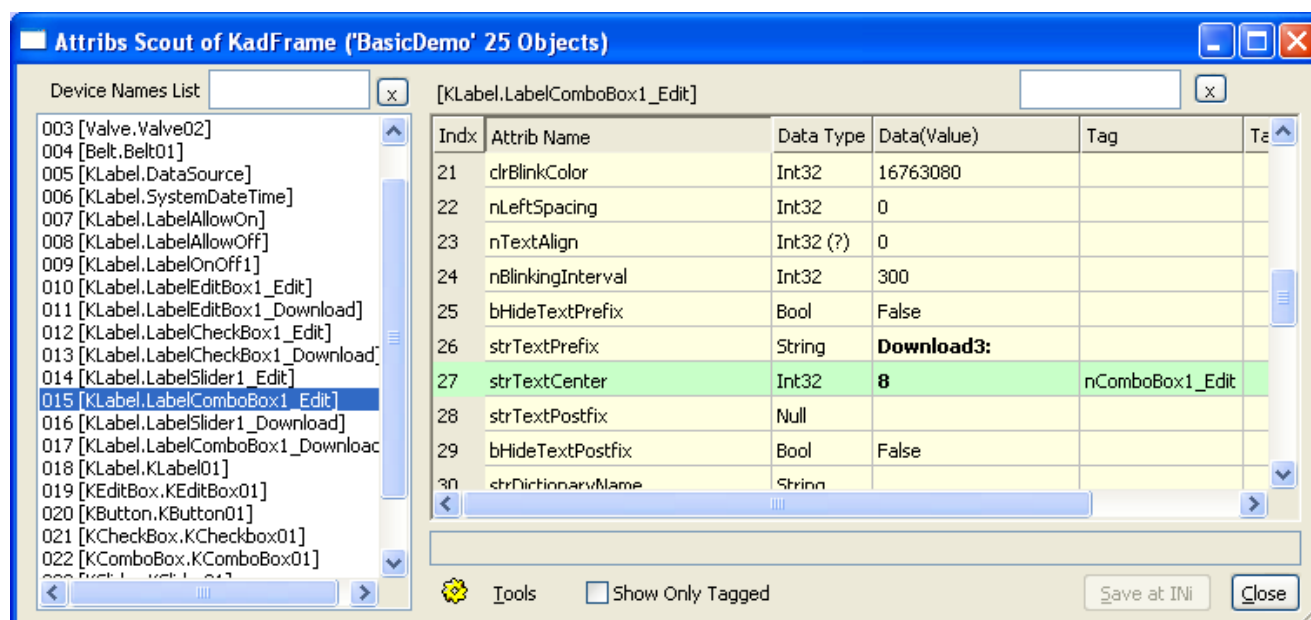 Attribs Scout of KadFrame ('BasicDemo' 25 Objects)
Device Names List x
003 [Valve.Valve02]
004 [Belt.Belt01]
005 [KLabel.DataSource]
006 [KLabel.SystemDateTime]
007 [KLabel.LabelAllowOn]
008 [KLabel.LabelAllowOff]
009 [KLabel.LabelOnOff1]
010 [KLabel.LabelEditBox1_Edit]
011 [KLabel.LabelEditBox1_Download]
012 [KLabel.LabelCheckBox1_Edit]
013 [KLabel.LabelCheckBox1_Download]
014 [KLabel.LabelSlider1_Edit]
015 [KLabel.LabelComboBox1_Edit]
016 [KLabel.LabelSlider1_Download]
017 [KLabel.LabelComboBox1_Downloac
018 [KLabel.KLabel01]
019 [KEditBox.KEditBox01]
020 [KButton.KButton01]
021 [KCheckBox.KCheckbox01]
022 [KComboBox.KComboBox01]
[KLabel.LabelComboBox1_Edit] x
Indx Attrib Name Data Type Data(Value) Tag Ta
21 clrBlinkColor Int32 16763080
22 nLeftSpacing Int32 0
23 nTextAlign Int32 (?) 0
24 nBlinkingInterval Int32 300
25 bHideTextPrefix Bool False
26 strTextPrefix String Download3:
27 strTextCenter Int32 8 nComboBox1_Edit
28 strTextPostfix Null
29 bHideTextPostfix Bool False
30 strDictionaryName String
Tools Show Only Tagged Save at INi Close